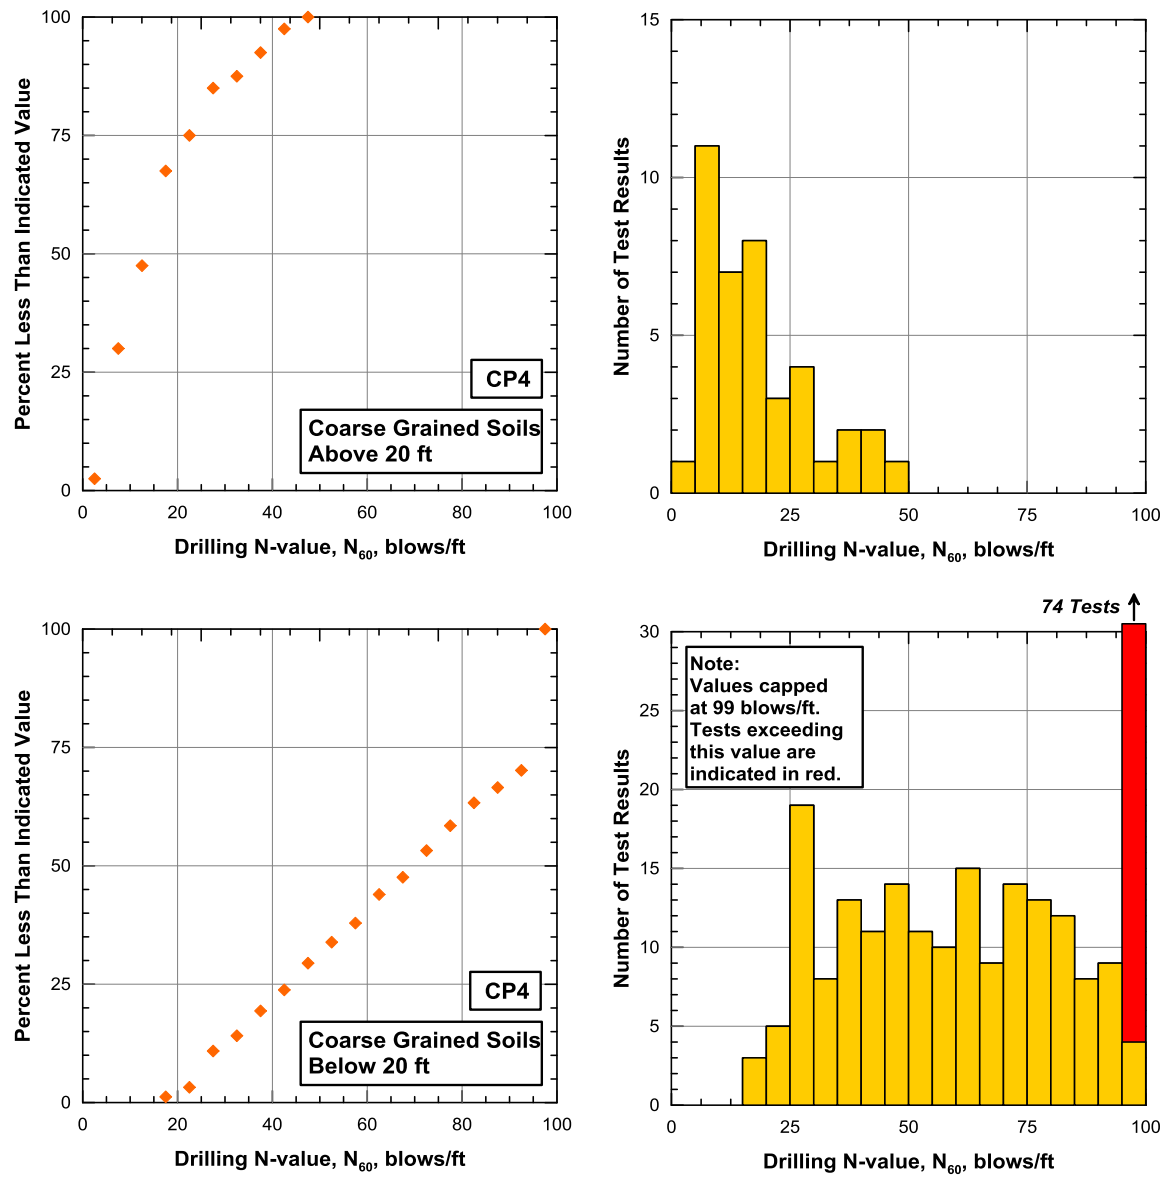 100
75
50
25
0
0 20 40 60 80 100
Percent Less Than Indicated Value
Drilling N-value, N60, blows/ft
CP4
Coarse Grained Soils
Above 20 ft
15
10
5
0
0 25 50 75 100
Number of Test Results
Drilling N-value, N60, blows/ft
100
75
50
25
0
0 20 40 60 80 100
Percent Less Than Indicated Value
Drilling N-value, N60, blows/ft
CP4
Coarse Grained Soils
Below 20 ft
74 Tests
30
25
20
15
10
5
0
0 25 50 75 100
Number of Test Results
Drilling N-value, N60, blows/ft
Note:
Values capped
at 99 blows/ft.
Tests exceeding
this value are
indicated in red.